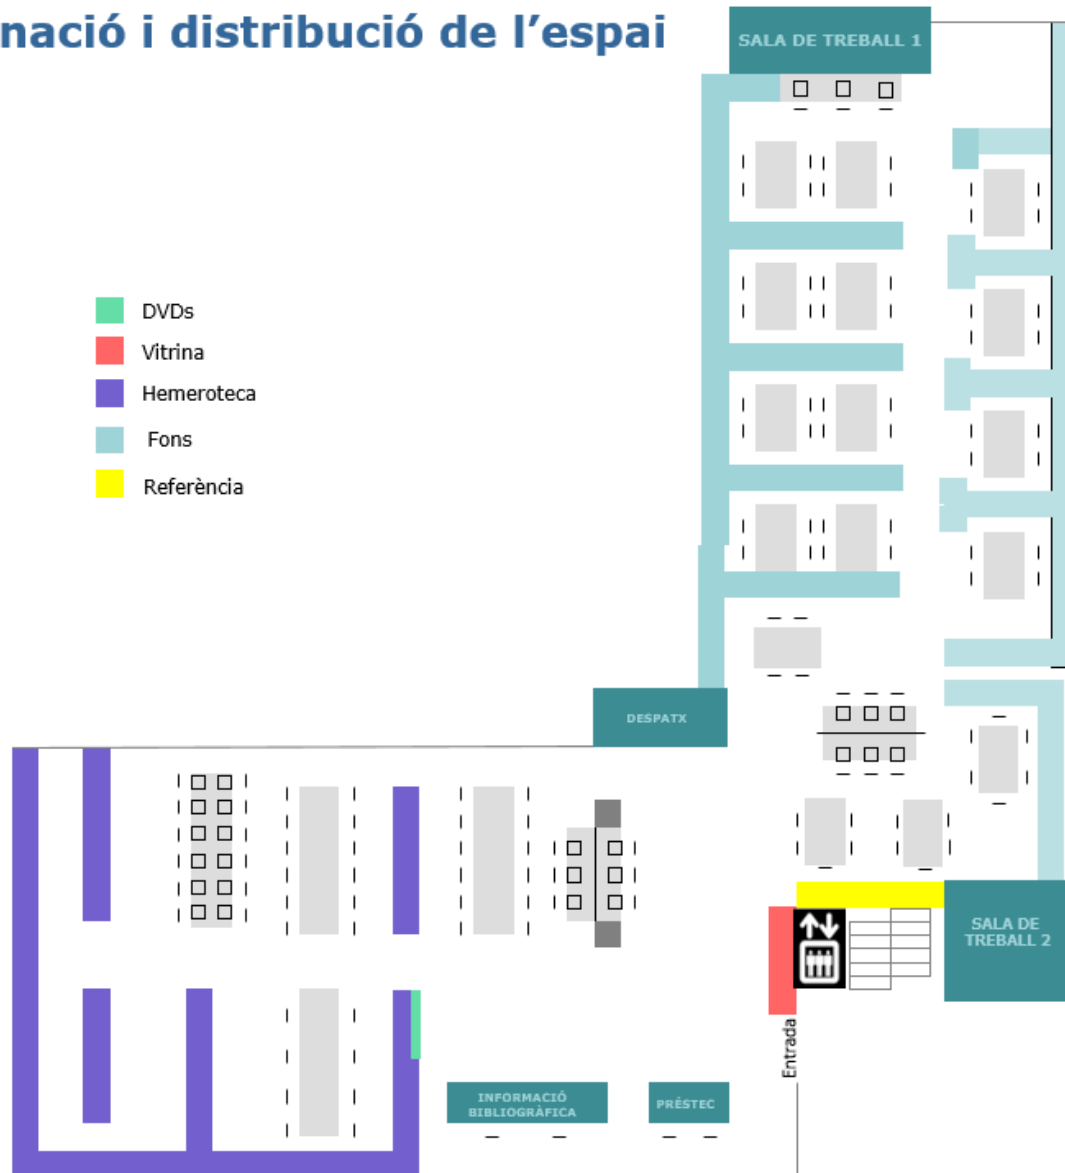 nació i distribució de l’espai
SALA DE TREBALL 1
DVDs
Vitrina
Hemeroteca
Fons
Referència
DESPATX
SALA DE
TREBALL 2
Entrada
INFORMACIÓ
BIBLIOGRÀFICA
PRÉSTEC